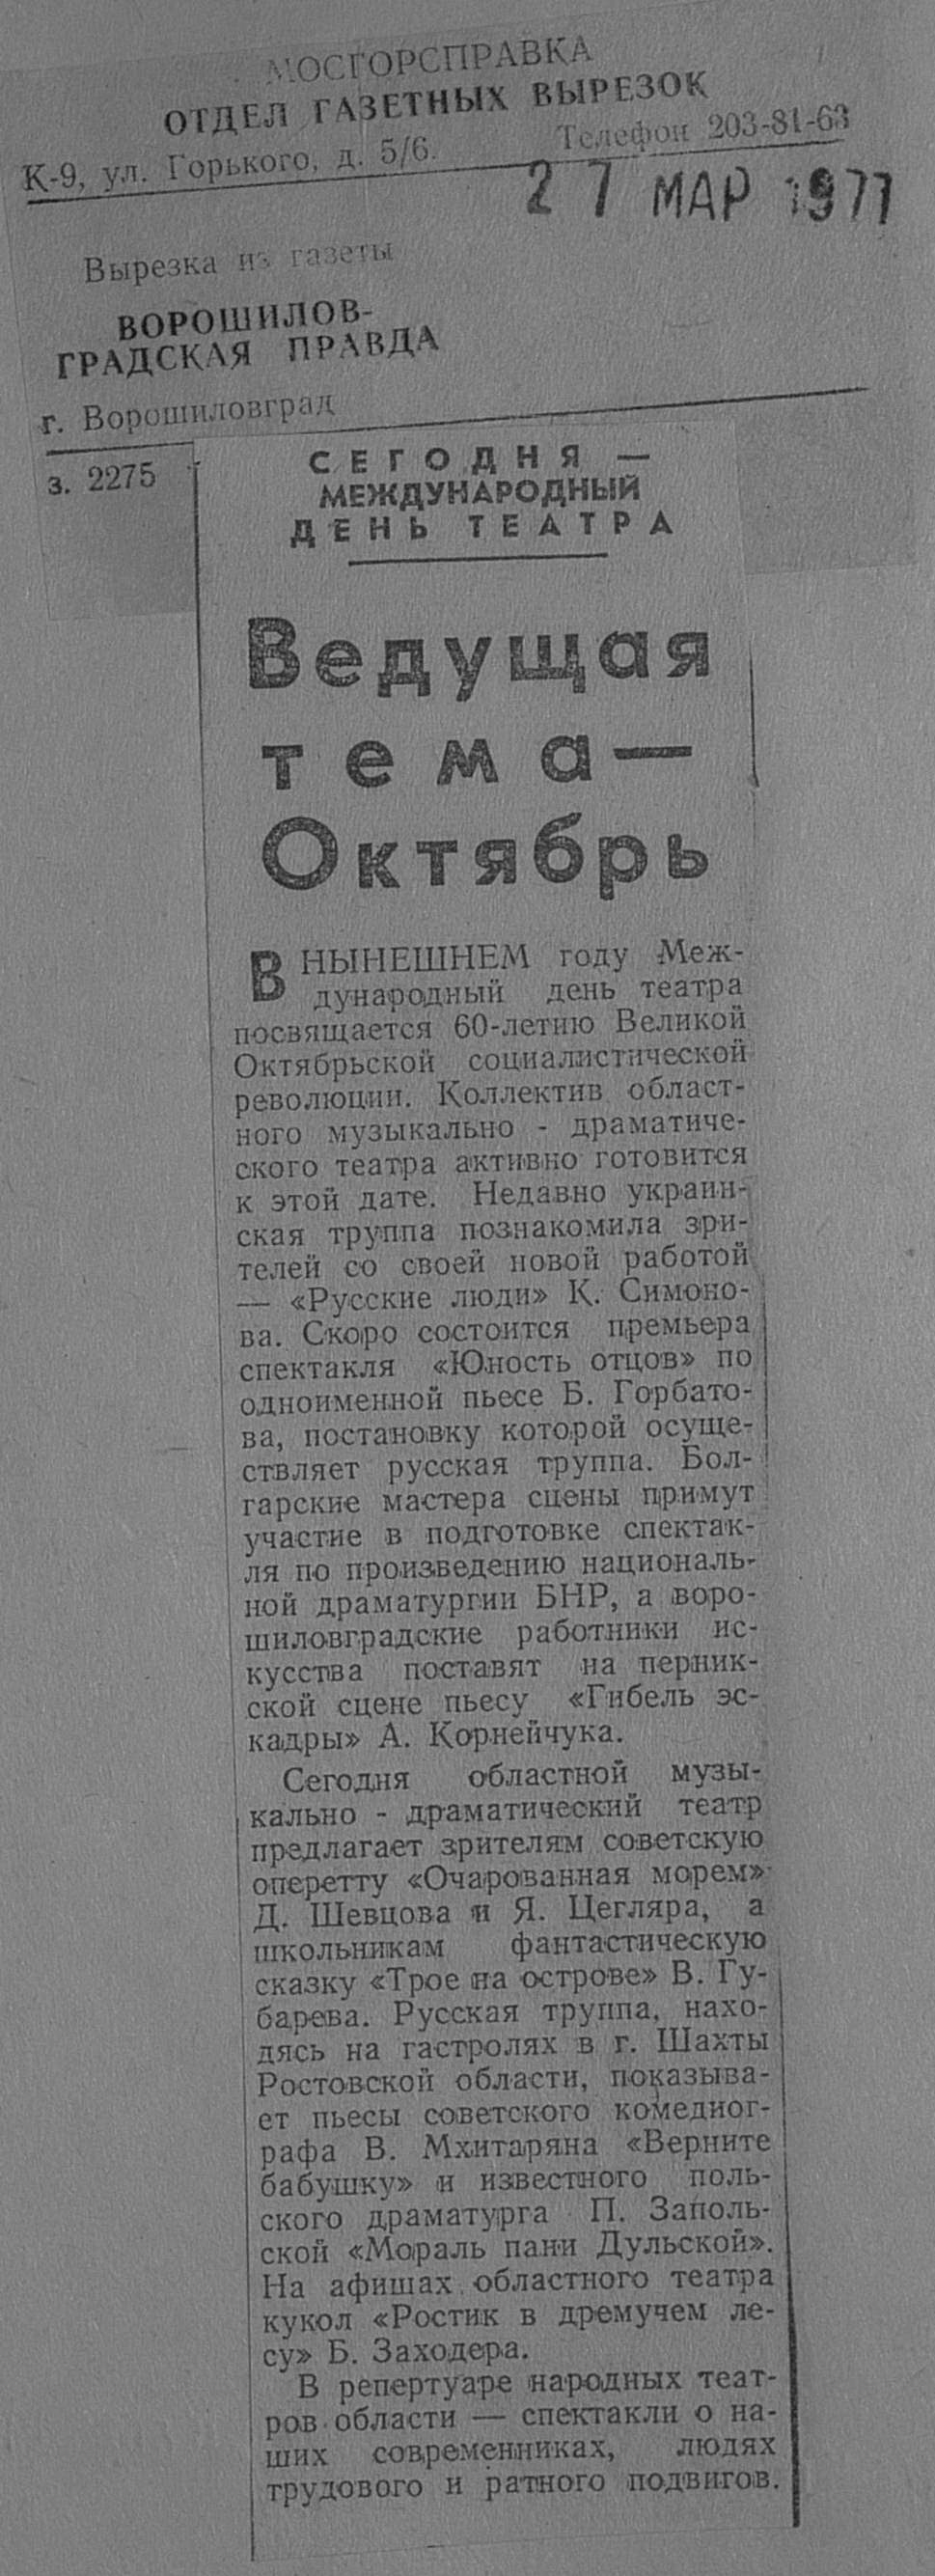 МОСГОРСПРАВКА
ОТДЕЛ ГАЗЕТНЫХ ВЫРЕЗОК
К-9, ул. Горького, д. 5/6. Телефон 203-81-63
27 МАР 1977
Вырезка из газеты
ВОРОШИЛОВ-
ГРАДСКАЯ ПРАВДА
г. Ворошиловград
з. 2275
СЕГОДНЯ —
МЕЖДУНАРОДНЫЙ
ДЕНЬ ТЕАТРА
Ведущая
тема—
Октябрь
В НЫНЕШНЕМ году Меж-
дународный день театра
посвящается 60-летию Великой
Октябрьской социалистической
революции. Коллектив област-
ного музыкально - драматиче-
ского театра активно готовится
к этой дате. Недавно украин-
ская труппа познакомила зри-
телей со своей новой работой
— «Русские люди» К. Симоно-
ва. Скоро состоится премьера
спектакля «Юность отцов» по
одноименной пьесе Б. Горбато-
ва, постановку которой осуще-
ствляет русская труппа. Бол-
гарские мастера сцены примут
участие в подготовке спектак-
ля по произведению националь-
ной драматургии БНР, а воро-
шиловградские работники ис-
кусства поставят на перник-
ской сцене пьесу «Гибель эс-
кадры» А. Корнейчука.
Сегодня областной музы-
кально - драматический театр
предлагает зрителям советскую
оперетту «Очарованная морем»
Д. Шевцова и Я. Цегляра, а
школьникам фантастическую
сказку «Трое на острове» В. Гу-
барева. Русская труппа, нахо-
дясь на гастролях в г. Шахты
Ростовской области, показыва-
ет пьесы советского комедиог-
рафа В. Мхитаряна «Верните
бабушку» и известного поль-
ского драматурга П. Заполь-
ской «Мораль пани Дульской».
На афишах областного театра
кукол «Ростик в дремучем ле-
су» Б. Заходера.
В репертуаре народных теат-
ров области — спектакли о на-
ших современниках, людях
трудового и ратного подвигов.